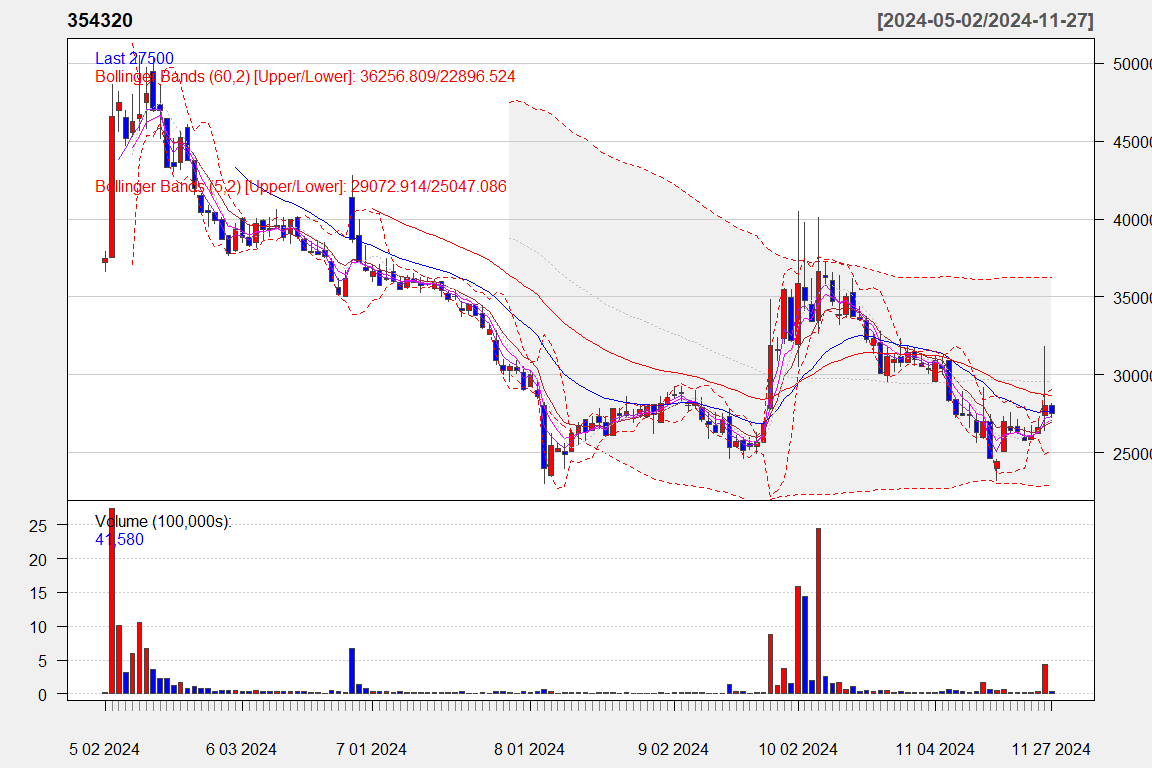 354320 [2024-05-02/2024-11-27]
Last 27500
Bollinger Bands (60,2) [Upper/Lower]: 36256.809/22896.524
Bollinger Bands (5,2) [Upper/Lower]: 29072.914/25047.086
50000
45000
40000
35000
30000
25000
Volume (100,000s):
41,580
25
20
15
10
5
0
5 02 2024 6 03 2024 7 01 2024 8 01 2024 9 02 2024 10 02 2024 11 04 2024 11 27 2024